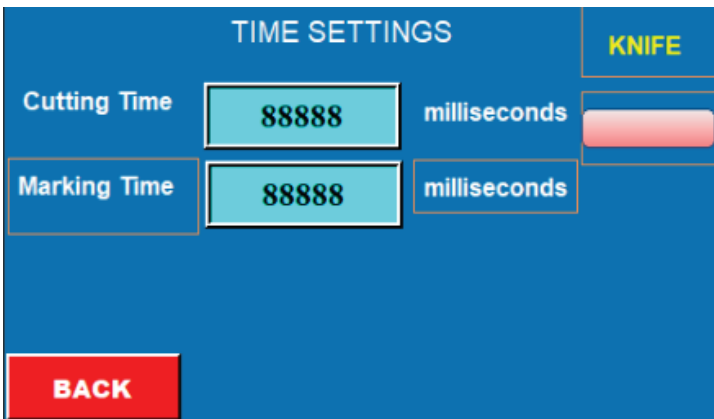 TIME SETTINGS
KNIFE
Cutting Time 88888 milliseconds
Marking Time 88888 milliseconds
BACK